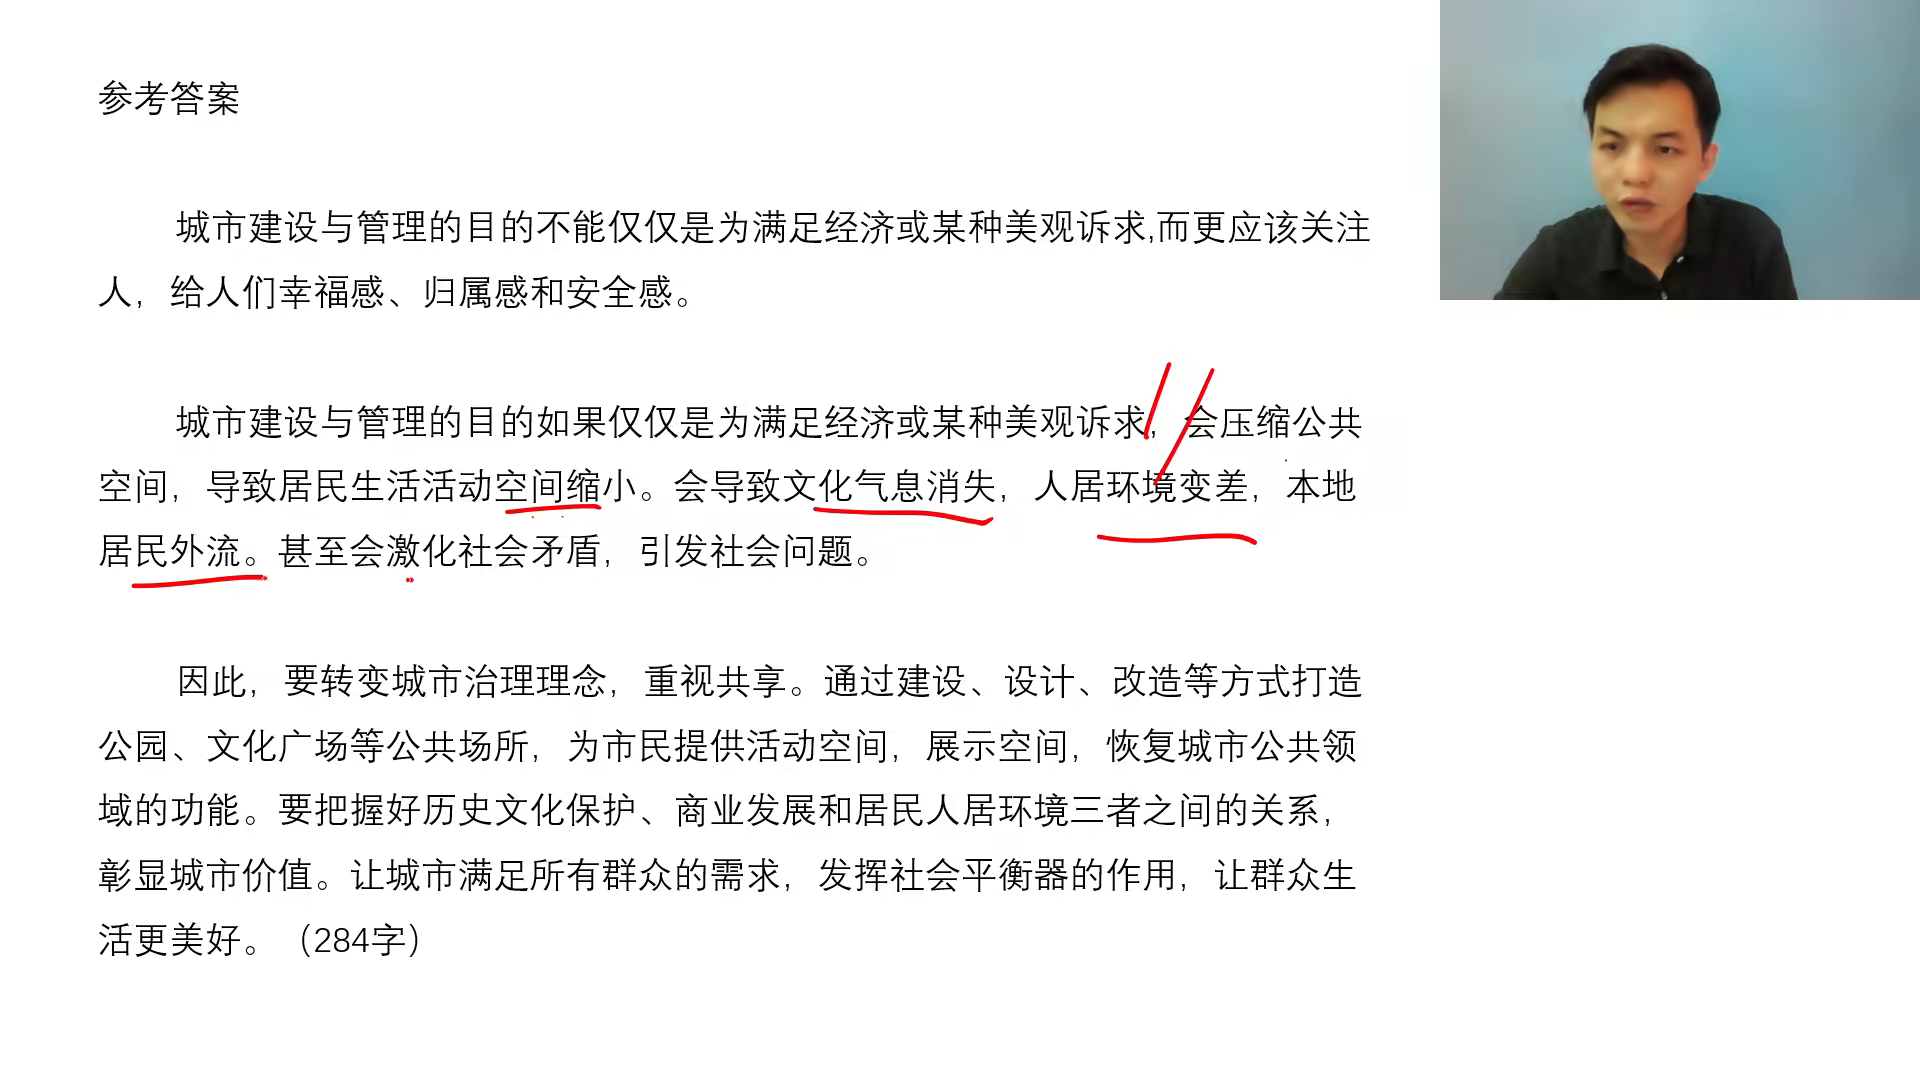 参考答案
城市建设与管理的目的不能仅仅是为满足经济或某种美观诉求,而更应该关注
人，给人们幸福感、归属感和安全感。
城市建设与管理的目的如果仅仅是为满足经济或某种美观诉求，会压缩公共
空间，导致居民生活活动空间缩小。会导致文化气息消失，人居环境变差，本地
居民外流。甚至会激化社会矛盾，引发社会问题。
因此，要转变城市治理理念，重视共享。通过建设、设计、改造等方式打造
公园、文化广场等公共场所，为市民提供活动空间，展示空间，恢复城市公共领
域的功能。要把握好历史文化保护、商业发展和居民人居环境三者之间的关系，
彰显城市价值。让城市满足所有群众的需求，发挥社会平衡器的作用，让群众生
活更美好。（284字）